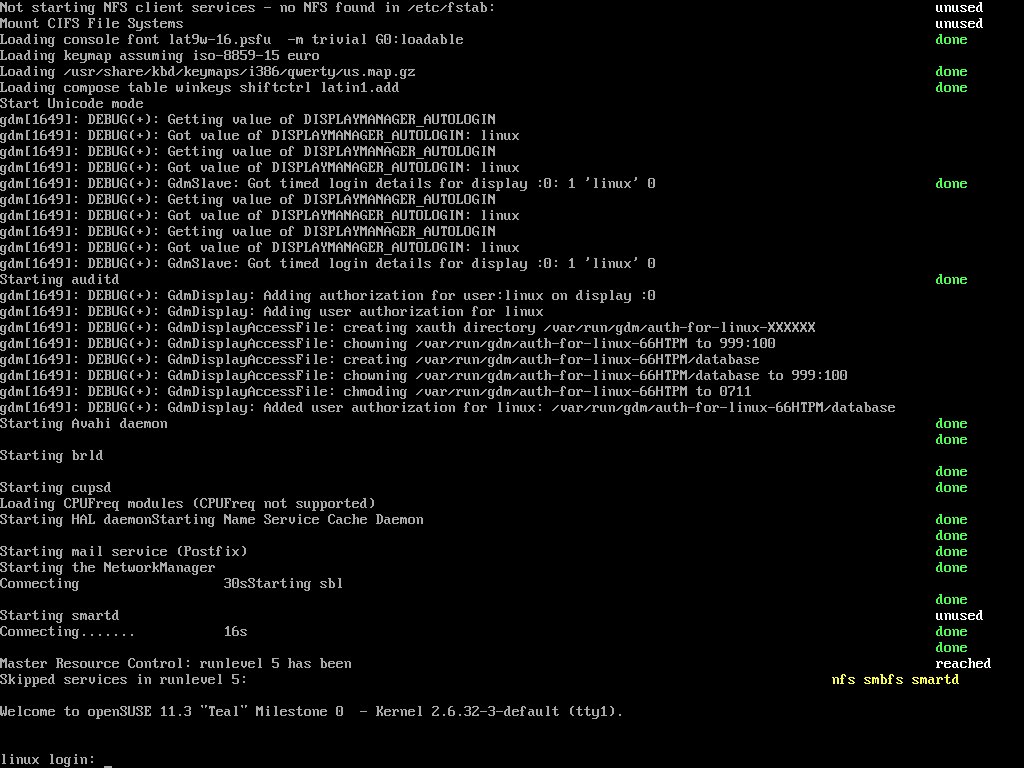 Not starting NFS client services - no NFS found in /etc/fstab: unused
Mount CIFS File Systems unused
Loading console font lat9w-16.psfu  -m trivial G0:loadable done
Loading keymap assuming iso-8859-15 euro
Loading /usr/share/kbd/keymaps/i386/qwerty/us.map.gz done
Loading compose table winkeys shiftctrl latin1.add done
Start Unicode mode
gdm[1649]: DEBUG(+): Getting value of DISPLAYMANAGER_AUTOLOGIN
gdm[1649]: DEBUG(+): Got value of DISPLAYMANAGER_AUTOLOGIN: linux
gdm[1649]: DEBUG(+): Getting value of DISPLAYMANAGER_AUTOLOGIN
gdm[1649]: DEBUG(+): Got value of DISPLAYMANAGER_AUTOLOGIN: linux
gdm[1649]: DEBUG(+): GdmSlave: Got timed login details for display :0: 1 'linux' 0 done
gdm[1649]: DEBUG(+): Getting value of DISPLAYMANAGER_AUTOLOGIN
gdm[1649]: DEBUG(+): Got value of DISPLAYMANAGER_AUTOLOGIN: linux
gdm[1649]: DEBUG(+): Getting value of DISPLAYMANAGER_AUTOLOGIN
gdm[1649]: DEBUG(+): Got value of DISPLAYMANAGER_AUTOLOGIN: linux
gdm[1649]: DEBUG(+): GdmSlave: Got timed login details for display :0: 1 'linux' 0
Starting auditd done
gdm[1649]: DEBUG(+): GdmDisplay: Adding authorization for user:linux on display :0
gdm[1649]: DEBUG(+): GdmDisplay: Adding user authorization for linux
gdm[1649]: DEBUG(+): GdmDisplayAccessFile: creating xauth directory /var/run/gdm/auth-for-linux-XXXXXX
gdm[1649]: DEBUG(+): GdmDisplayAccessFile: chowning /var/run/gdm/auth-for-linux-66HTPM to 999:100
gdm[1649]: DEBUG(+): GdmDisplayAccessFile: creating /var/run/gdm/auth-for-linux-66HTPM/database
gdm[1649]: DEBUG(+): GdmDisplayAccessFile: chowning /var/run/gdm/auth-for-linux-66HTPM/database to 999:100
gdm[1649]: DEBUG(+): GdmDisplayAccessFile: chmoding /var/run/gdm/auth-for-linux-66HTPM to 0711
gdm[1649]: DEBUG(+): GdmDisplay: Added user authorization for linux: /var/run/gdm/auth-for-linux-66HTPM/database
Starting Avahi daemon done
done
Starting brld
done
Starting cupsd done
Loading CPUFreq modules (CPUFreq not supported)
Starting HAL daemonStarting Name Service Cache Daemon done
done
Starting mail service (Postfix) done
Starting the NetworkManager done
Connecting 30sStarting sbl
done
Starting smartd unused
Connecting....... 16s done
done
Master Resource Control: runlevel 5 has been reached
Skipped services in runlevel 5: nfs smbfs smartd
Welcome to openSUSE 11.3 "Teal" Milestone 0  - Kernel 2.6.32-3-default (tty1).
linux login: _